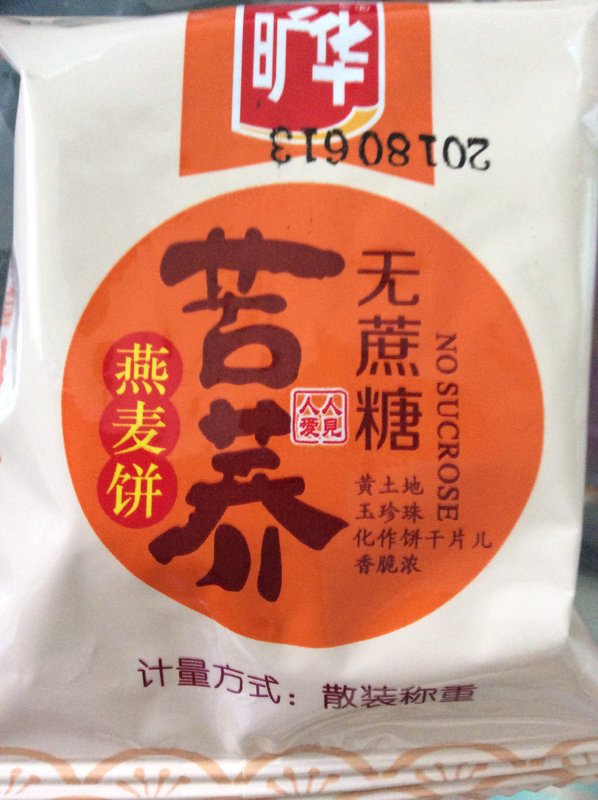 旷华
20180613
无蔗糖
NO SUCROSE
苦荞
人人
爱見
燕麦饼
黄土地
玉珍珠
化作饼干片儿
香脆浓
计量方式：散装称重